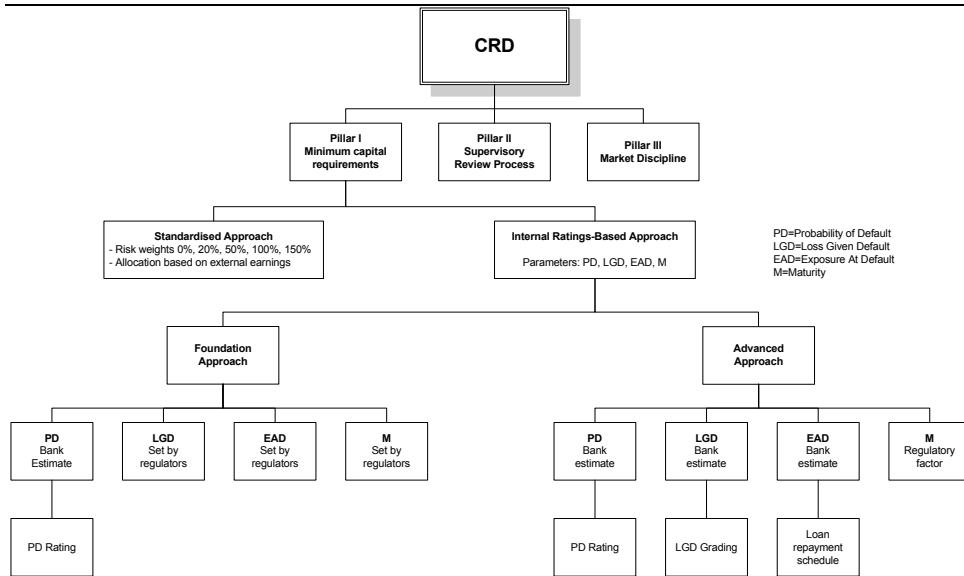 CRD
Pillar I
Minimum capital
requirements
Pillar II
Supervisory
Review Process
Pillar III
Market Discipline
Standardised Approach
- Risk weights 0%, 20%, 50%, 100%, 150%
- Allocation based on external earnings
Internal Ratings-Based Approach
Parameters: PD, LGD, EAD, M
PD=Probability of Default
LGD=Loss Given Default
EAD=Exposure At Default
M=Maturity
Foundation
Approach
Advanced
Approach
PD
Bank
Estimate
LGD
Set by
regulators
EAD
Set by
regulators
M
Set by
regulators
PD
Bank
estimate
LGD
Bank
estimate
EAD
Bank
estimate
M
Regulatory
factor
PD Rating
PD Rating
LGD Grading
Loan
repayment
schedule